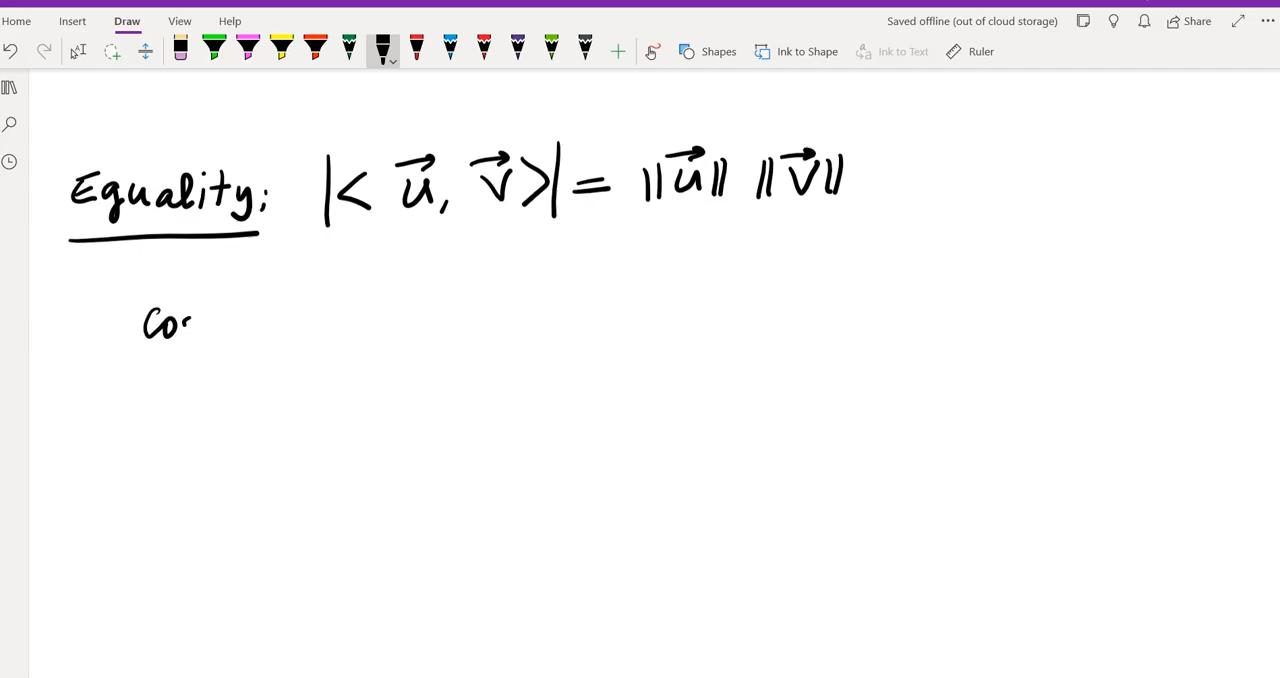 Home Insert Draw View Help Saved offline (out of cloud storage) Share
Shapes Ink to Shape Ink to Text Ruler
Equality: |< u⃗, v⃗ >| = ‖u⃗‖ ‖v⃗‖
Cor